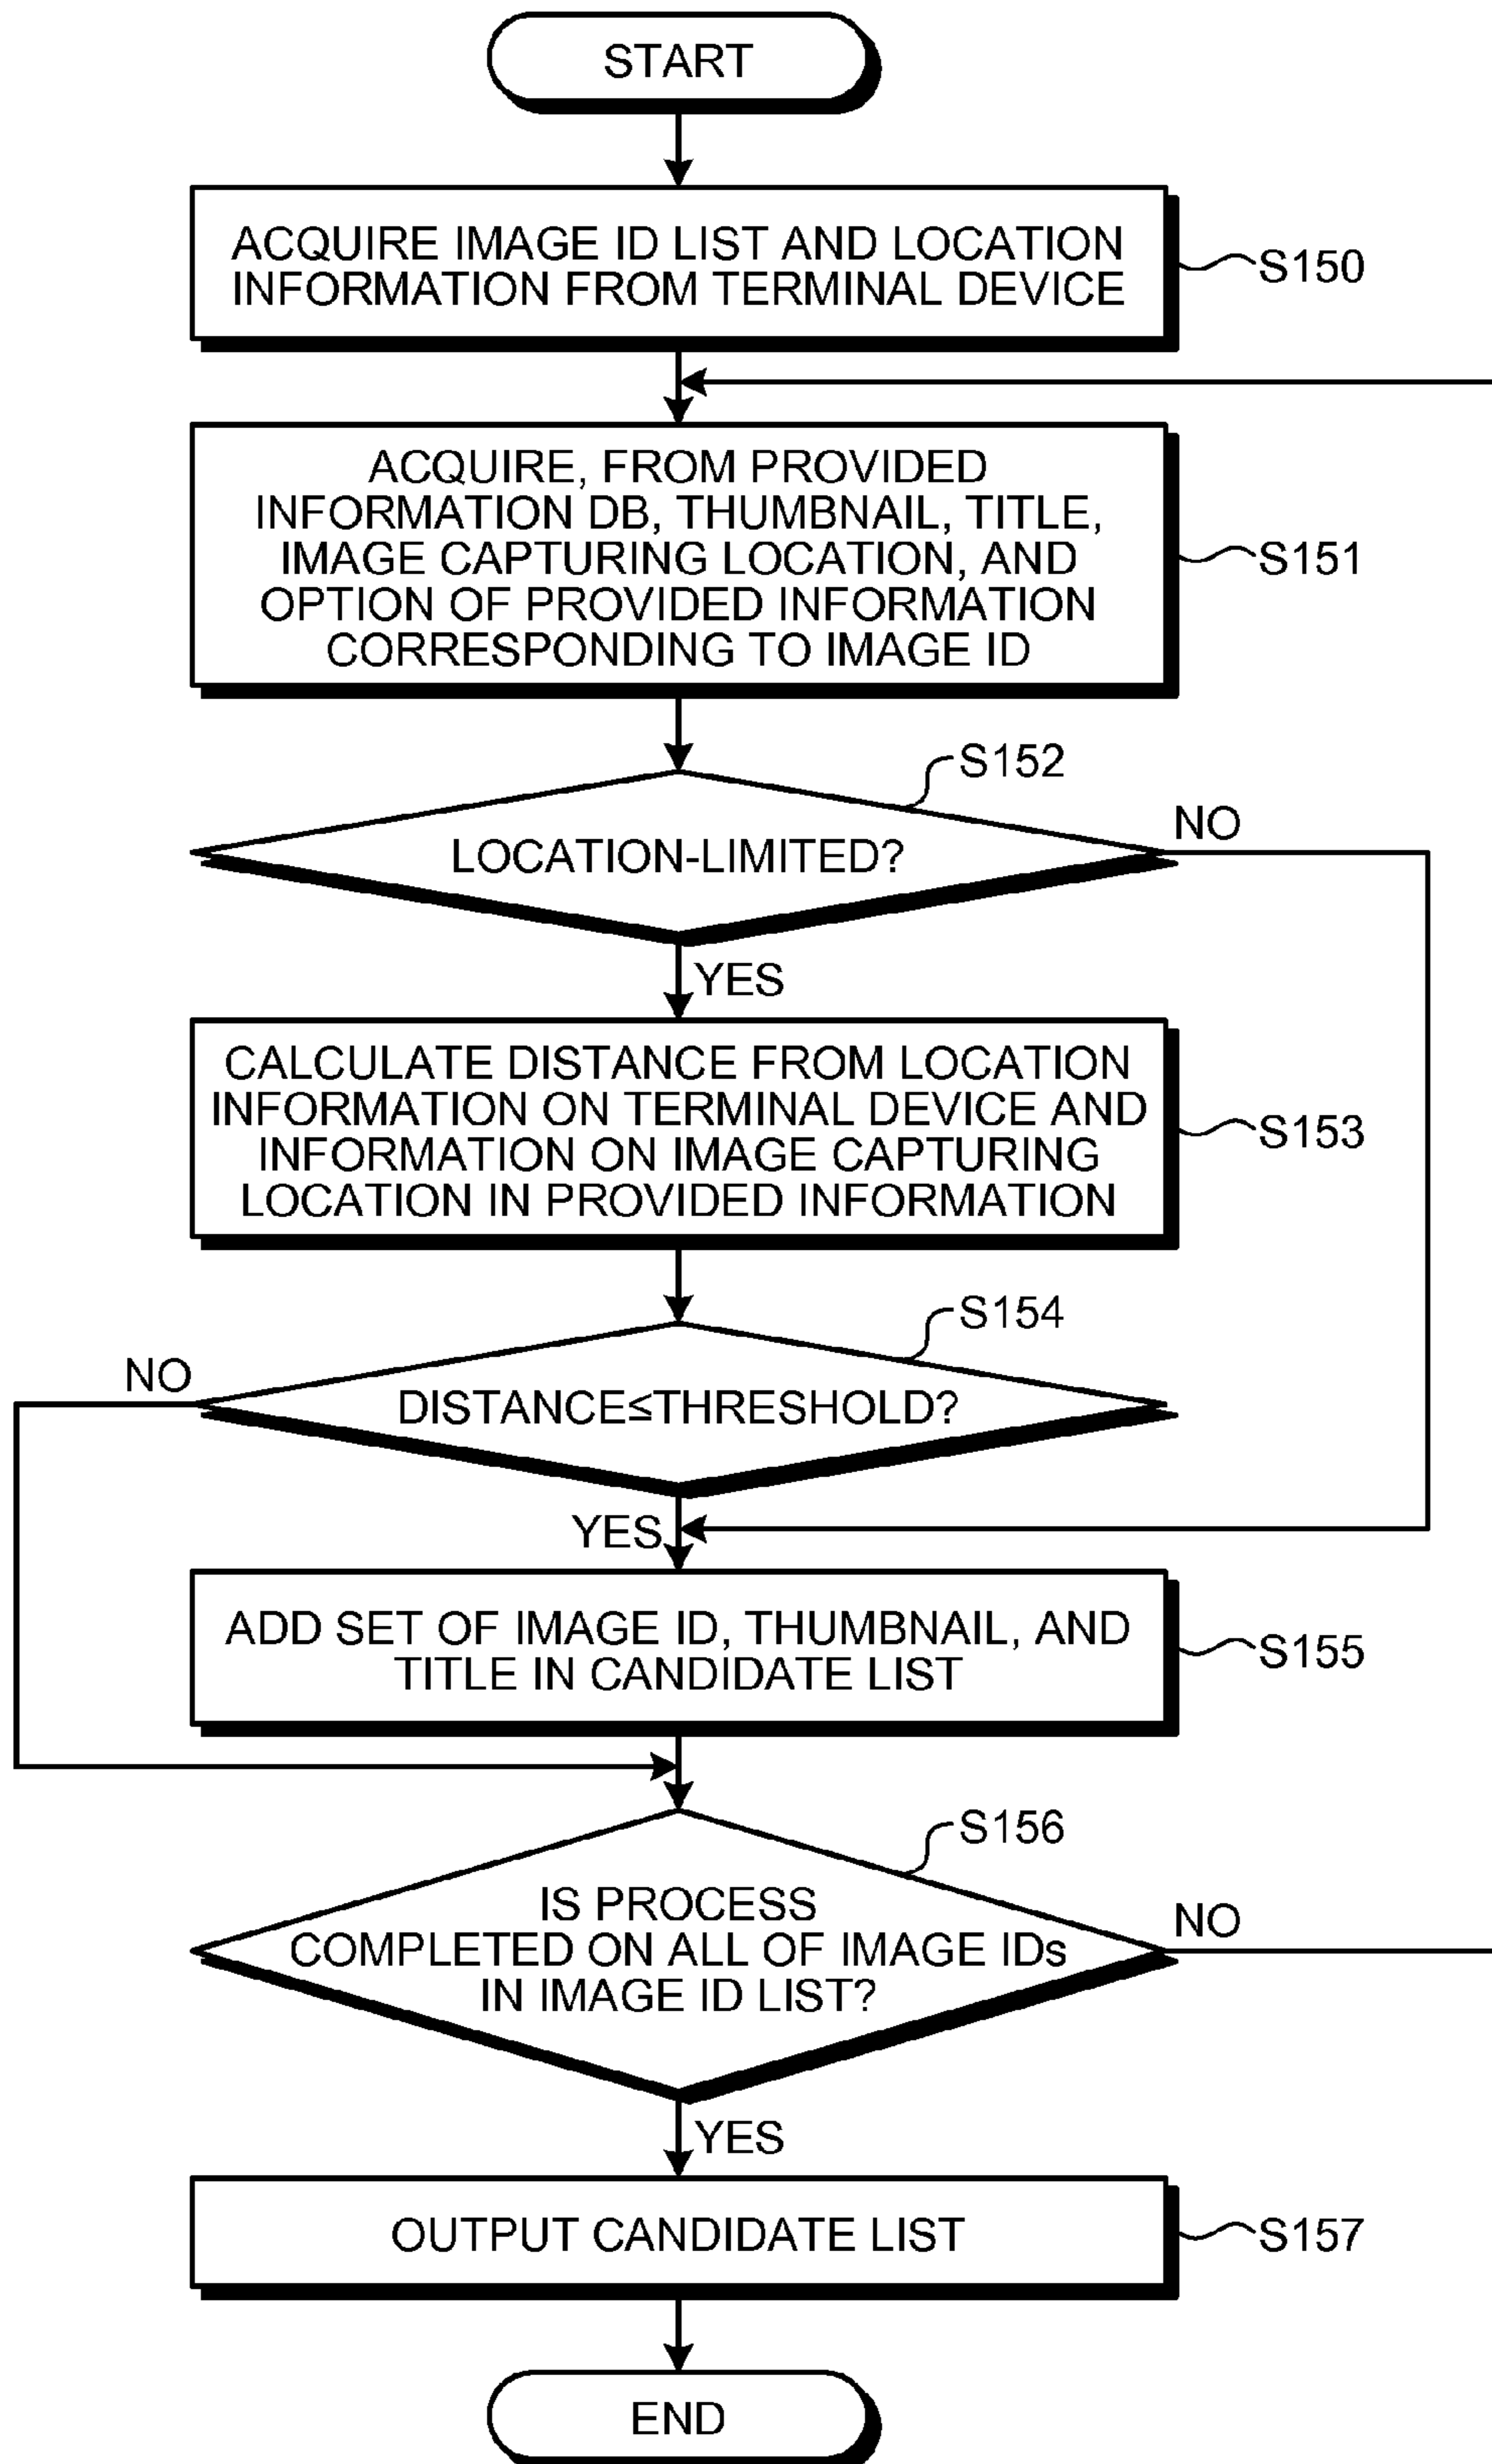 START
ACQUIRE IMAGE ID LIST AND LOCATION
INFORMATION FROM TERMINAL DEVICE
S150
ACQUIRE, FROM PROVIDED
INFORMATION DB, THUMBNAIL, TITLE,
IMAGE CAPTURING LOCATION, AND
OPTION OF PROVIDED INFORMATION
CORRESPONDING TO IMAGE ID
S151
S152
LOCATION-LIMITED?
NO
YES
CALCULATE DISTANCE FROM LOCATION
INFORMATION ON TERMINAL DEVICE AND
INFORMATION ON IMAGE CAPTURING
LOCATION IN PROVIDED INFORMATION
S153
S154
NO
DISTANCE≤THRESHOLD?
YES
ADD SET OF IMAGE ID, THUMBNAIL, AND
TITLE IN CANDIDATE LIST
S155
S156
IS PROCESS
COMPLETED ON ALL OF IMAGE IDs
IN IMAGE ID LIST?
NO
YES
OUTPUT CANDIDATE LIST
S157
END